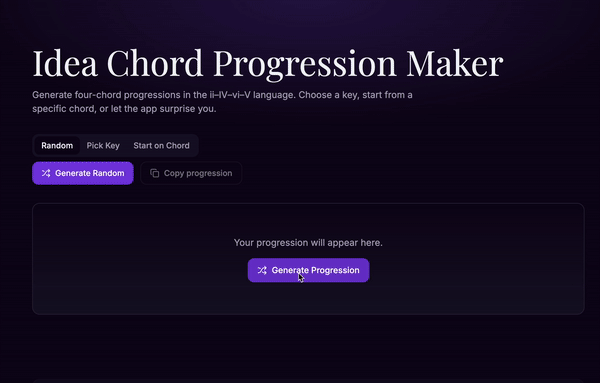 Idea Chord Progression Maker
Generate four-chord progressions in the ii–IV–vi–V language. Choose a key, start from a
specific chord, or let the app surprise you.
Random Pick Key Start on Chord
Generate Random Copy progression
Your progression will appear here.
Generate Progression